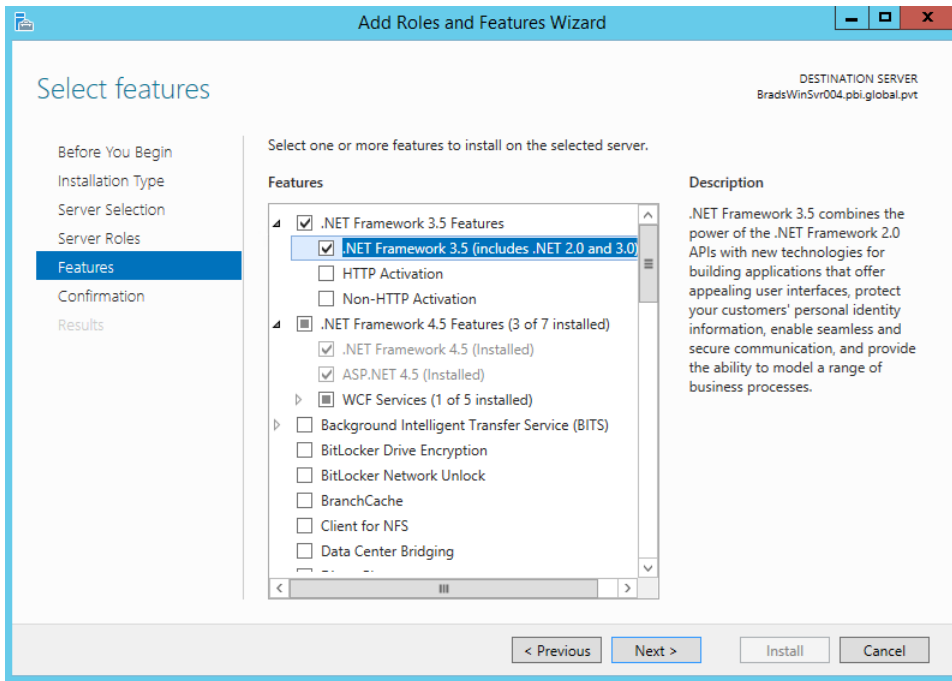 Add Roles and Features Wizard
Select features
DESTINATION SERVER
BradsWinSvr004.pbi.global.pvt
Before You Begin
Installation Type
Server Selection
Server Roles
Features
Confirmation
Results
Select one or more features to install on the selected server.
Features
.NET Framework 3.5 Features
.NET Framework 3.5 (includes .NET 2.0 and 3.0)
HTTP Activation
Non-HTTP Activation
.NET Framework 4.5 Features (3 of 7 installed)
.NET Framework 4.5 (Installed)
ASP.NET 4.5 (Installed)
WCF Services (1 of 5 installed)
Background Intelligent Transfer Service (BITS)
BitLocker Drive Encryption
BitLocker Network Unlock
BranchCache
Client for NFS
Data Center Bridging
Description
.NET Framework 3.5 combines the
power of the .NET Framework 2.0
APIs with new technologies for
building applications that offer
appealing user interfaces, protect
your customers' personal identity
information, enable seamless and
secure communication, and provide
the ability to model a range of
business processes.
< Previous
Next >
Install
Cancel